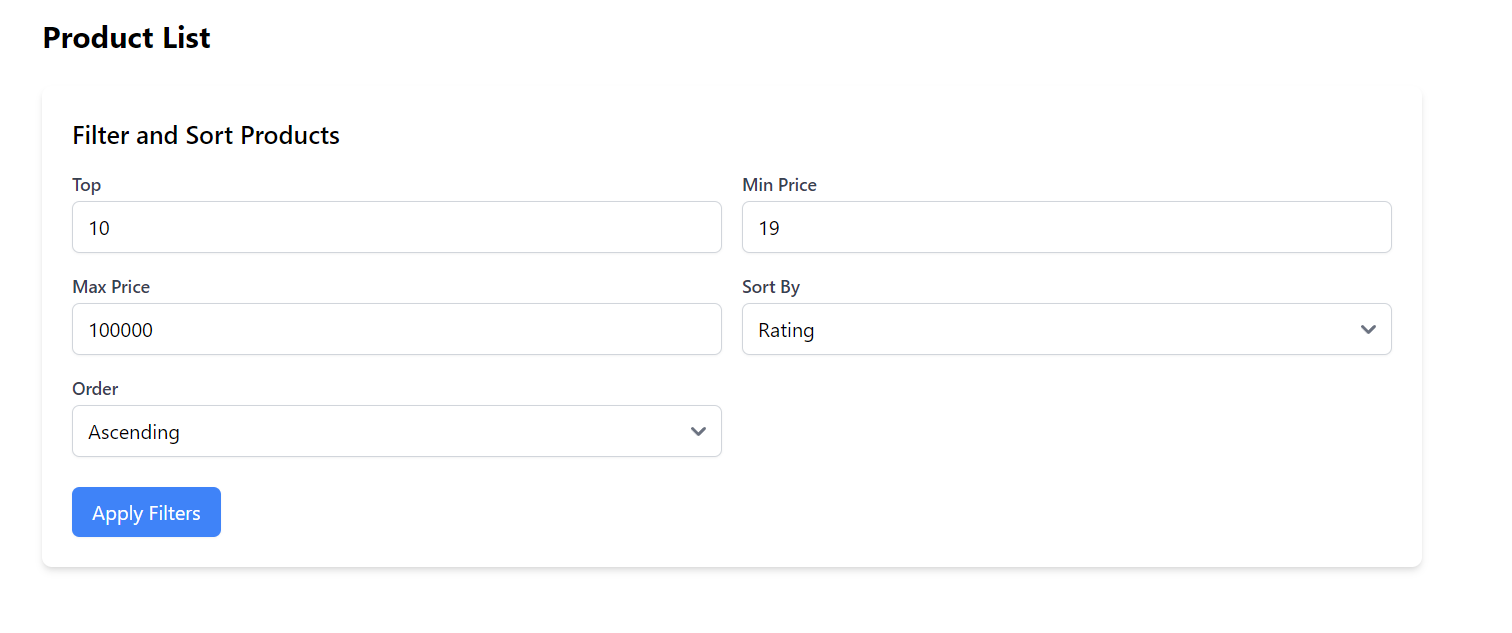 Product List
Filter and Sort Products
Top
Min Price
10
19
Max Price
Sort By
100000
Rating
Order
Ascending
Apply Filters